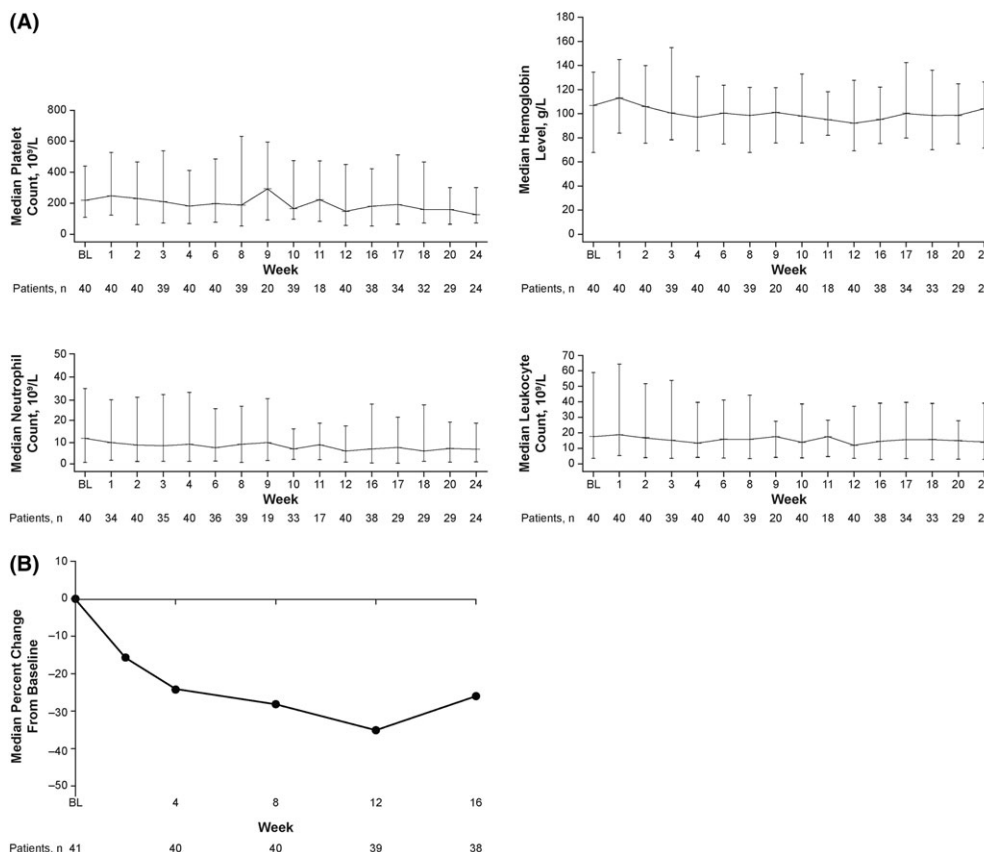 (A)
Median Platelet
Count, 10⁹/L
800
600
400
200
0
BL 1 2 3 4 6 8 9 10 11 12 16 17 18 20 24
Week
Patients, n 40 40 40 39 40 40 39 20 39 18 40 38 34 32 29 24
Median Hemoglobin
Level, g/L
180
160
140
120
100
80
60
40
20
0
BL 1 2 3 4 6 8 9 10 11 12 16 17 18 20 2
Week
Patients, n 40 40 40 39 40 40 39 20 40 18 40 38 34 33 29 2
Median Neutrophil
Count, 10⁹/L
50
40
30
20
10
0
BL 1 2 3 4 6 8 9 10 11 12 16 17 18 20 24
Week
Patients, n 40 34 40 35 40 36 39 19 33 17 40 38 29 29 29 24
Median Leukocyte
Count, 10⁹/L
70
60
50
40
30
20
10
0
BL 1 2 3 4 6 8 9 10 11 12 16 17 18 20 2
Week
Patients, n 40 40 40 39 40 40 39 20 40 18 40 38 34 33 29 2
(B)
Median Percent Change
From Baseline
10
0
–10
–20
–30
–40
–50
BL 4 8 12 16
Week
Patients, n 41 40 40 39 38